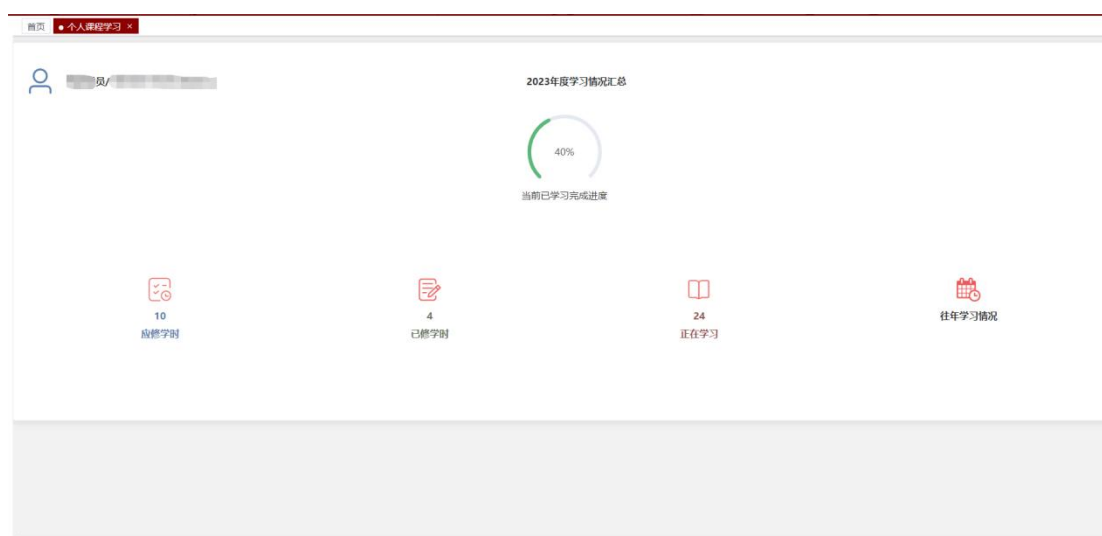 首页
个人课程学习 ×
员/
2023年度学习情况汇总
40%
当前已学习完成进度
10
应修学时
4
已修学时
24
正在学习
往年学习情况